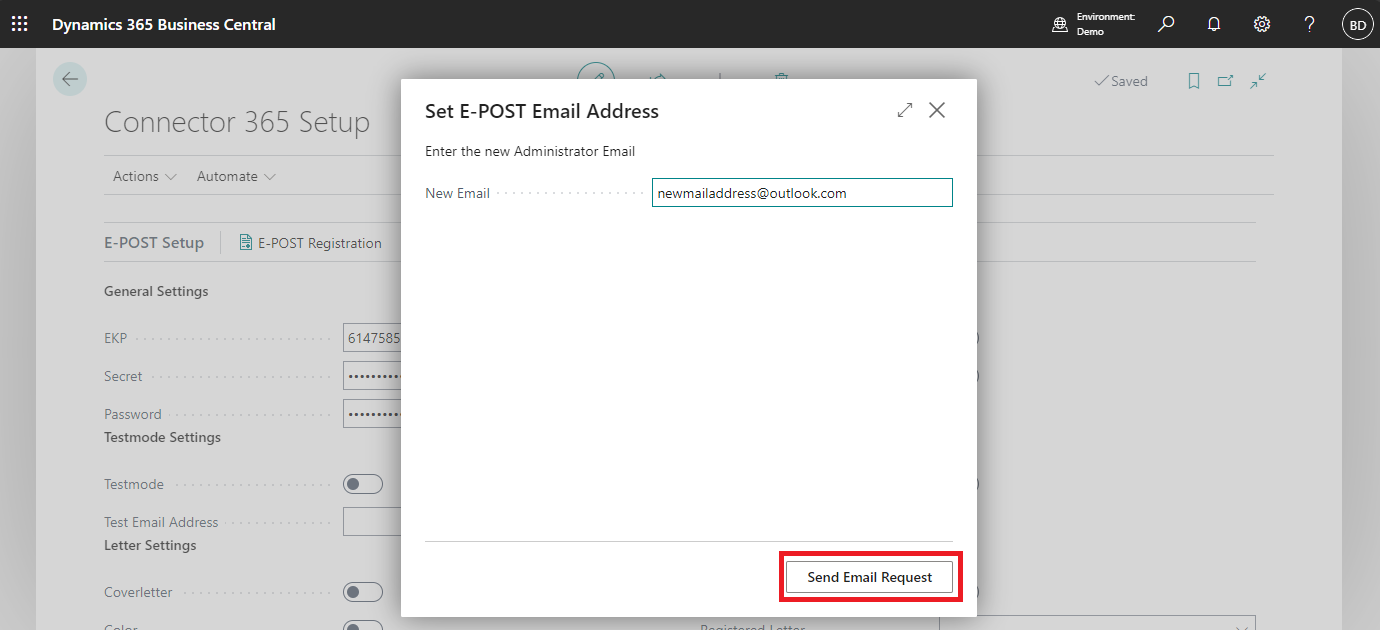 Dynamics 365 Business Central
Environment:
Demo
?
BD
Saved
Connector 365 Setup
Actions
Automate
E-POST Setup
E-POST Registration
General Settings
EKP
6147585
Secret
Password
Testmode Settings
Testmode
Test Email Address
Letter Settings
Coverletter
Color
Registered Letter
Set E-POST Email Address
Enter the new Administrator Email
New Email
newmailaddress@outlook.com
Send Email Request